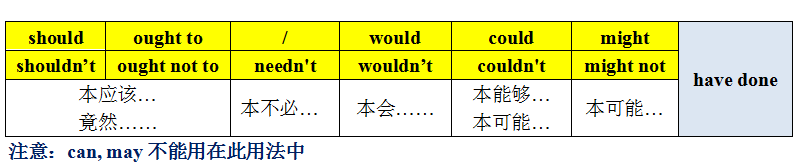 should ought to / would could might
shouldn’t ought not to needn't wouldn’t couldn't might not have done
本应该… 本不必… 本会…… 本能够… 本可能…
竟然…… 本可能…
注意：can, may 不能用在此用法中